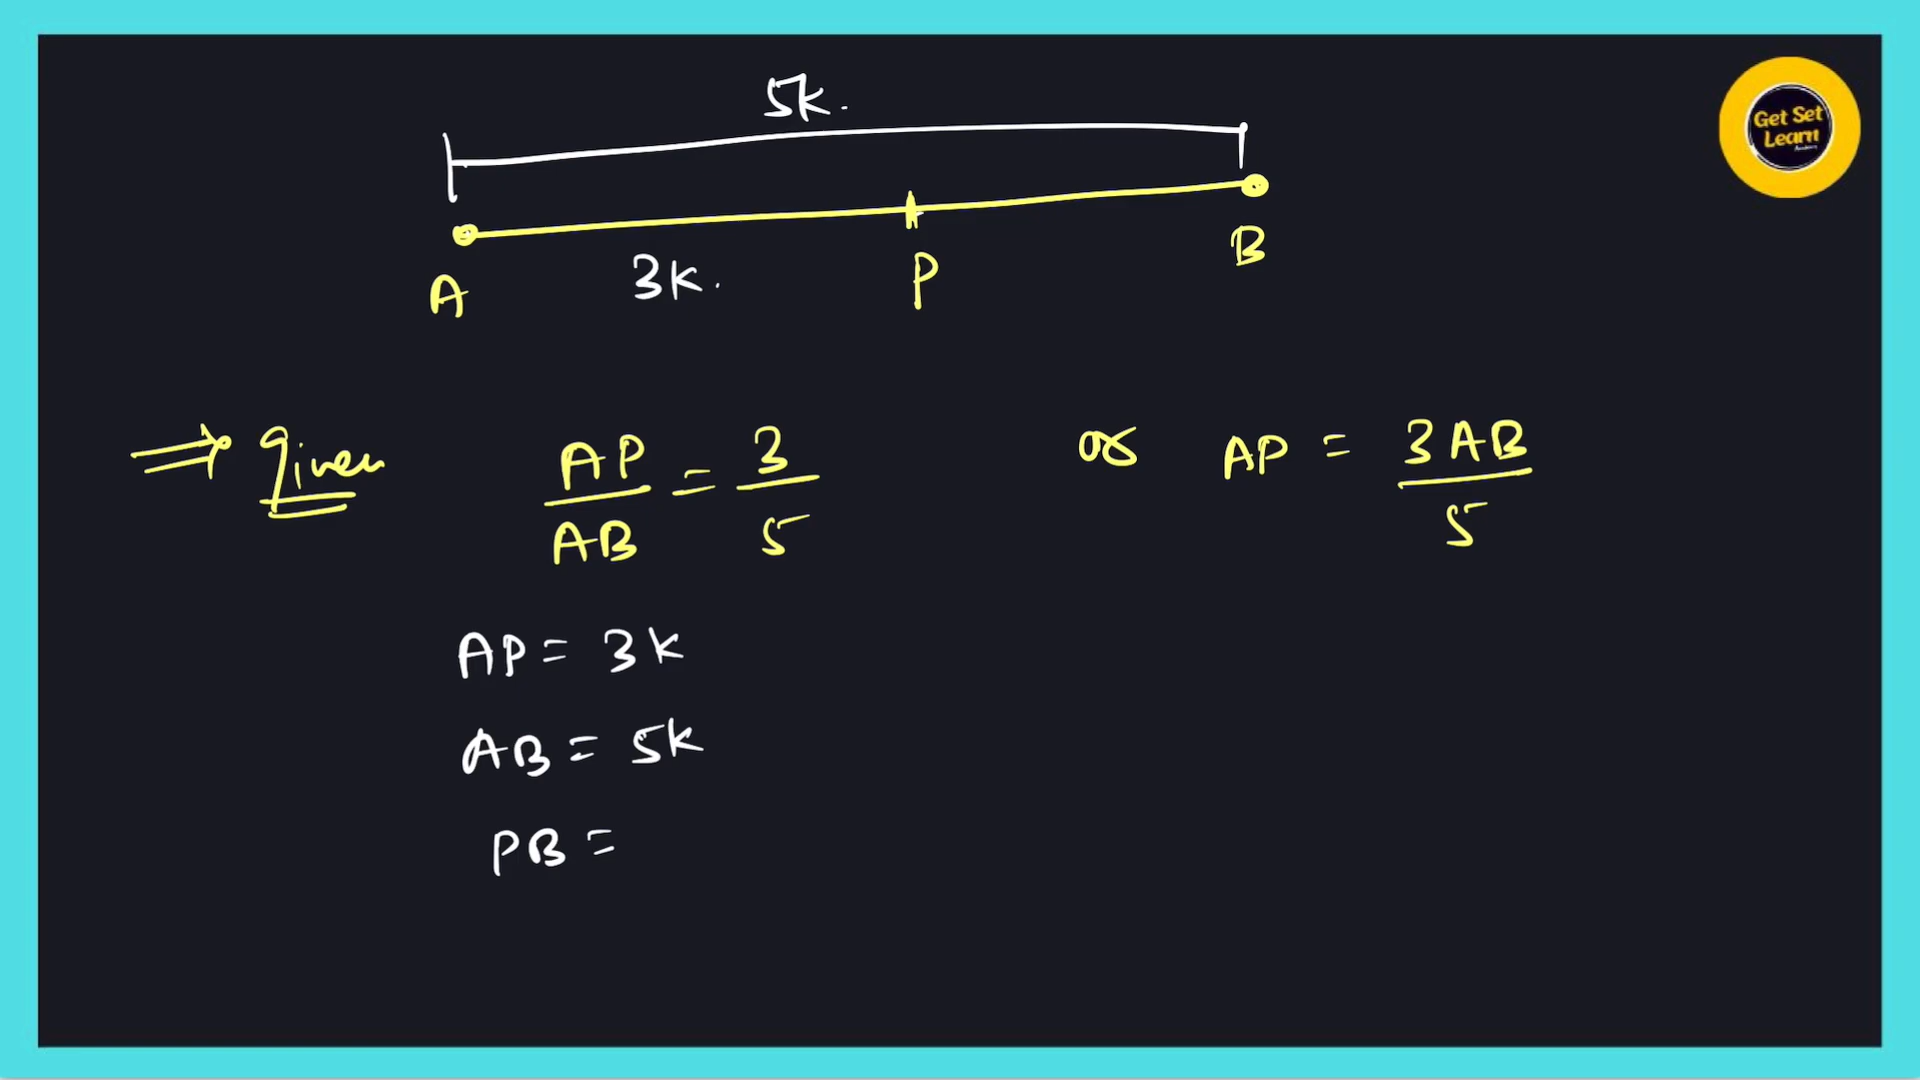 5k.
Get Set
Learn
Academy
A 3k. P B
⇒ Given AP/AB = 3/5 or AP = 3AB/5
AP = 3k
AB = 5k
PB =